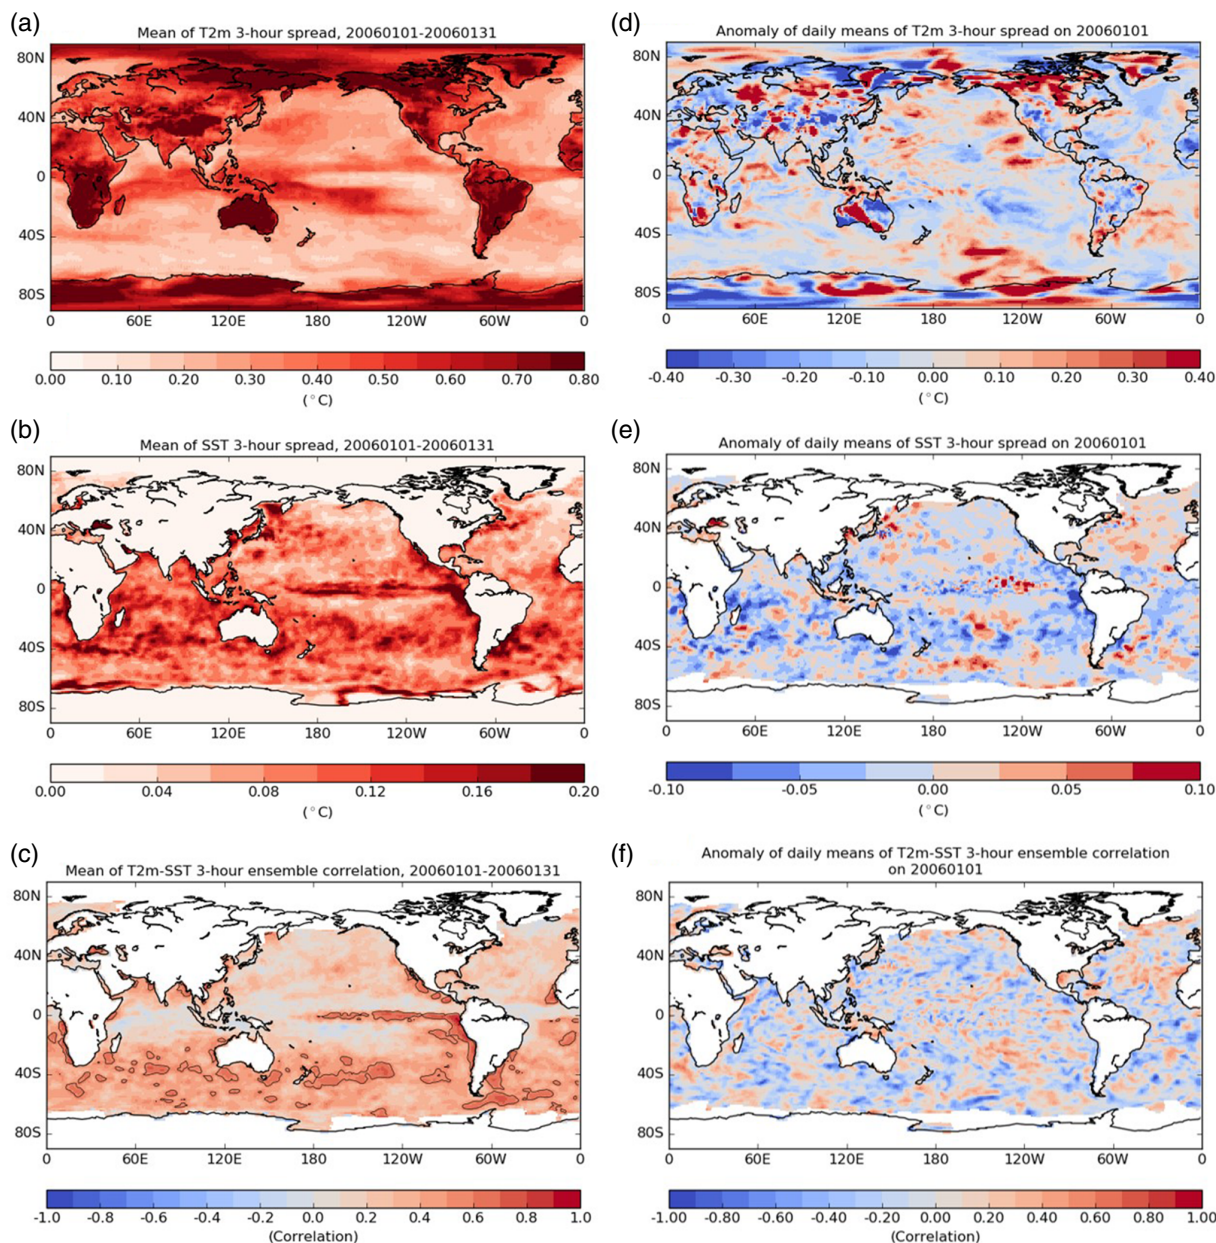 (a)
Mean of T2m 3-hour spread, 20060101-20060131
80N
40N
0
40S
80S
0 60E 120E 180 120W 60W 0
0.00 0.10 0.20 0.30 0.40 0.50 0.60 0.70 0.80
(°C)
(d)
Anomaly of daily means of T2m 3-hour spread on 20060101
80N
40N
0
40S
80S
0 60E 120E 180 120W 60W 0
-0.40 -0.30 -0.20 -0.10 0.00 0.10 0.20 0.30 0.40
(°C)
(b)
Mean of SST 3-hour spread, 20060101-20060131
80N
40N
0
40S
80S
0 60E 120E 180 120W 60W 0
0.00 0.04 0.08 0.12 0.16 0.20
(°C)
(e)
Anomaly of daily means of SST 3-hour spread on 20060101
80N
40N
0
40S
80S
0 60E 120E 180 120W 60W 0
-0.10 -0.05 0.00 0.05 0.10
(°C)
(c)
Mean of T2m-SST 3-hour ensemble correlation, 20060101-20060131
80N
40N
0
40S
80S
0 60E 120E 180 120W 60W 0
-1.0 -0.8 -0.6 -0.4 -0.2 0.0 0.2 0.4 0.6 0.8 1.0
(Correlation)
(f)
Anomaly of daily means of T2m-SST 3-hour ensemble correlation
on 20060101
80N
40N
0
40S
80S
0 60E 120E 180 120W 60W 0
-1.00 -0.80 -0.60 -0.40 -0.20 0.00 0.20 0.40 0.60 0.80 1.00
(Correlation)